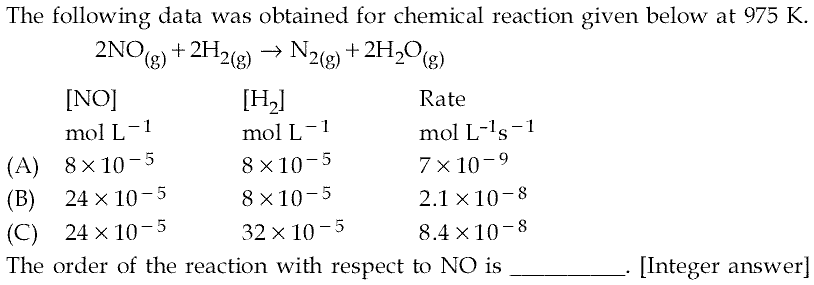 The following data was obtained for chemical reaction given below at 975 K.
2NO(g) + 2H2(g) → N2(g) + 2H2O(g)
[NO] [H2] Rate
mol L−1 mol L−1 mol L-1s−1
(A) 8 × 10−5 8 × 10−5 7 × 10−9
(B) 24 × 10−5 8 × 10−5 2.1 × 10−8
(C) 24 × 10−5 32 × 10−5 8.4 × 10−8
The order of the reaction with respect to NO is __________. [Integer answer]